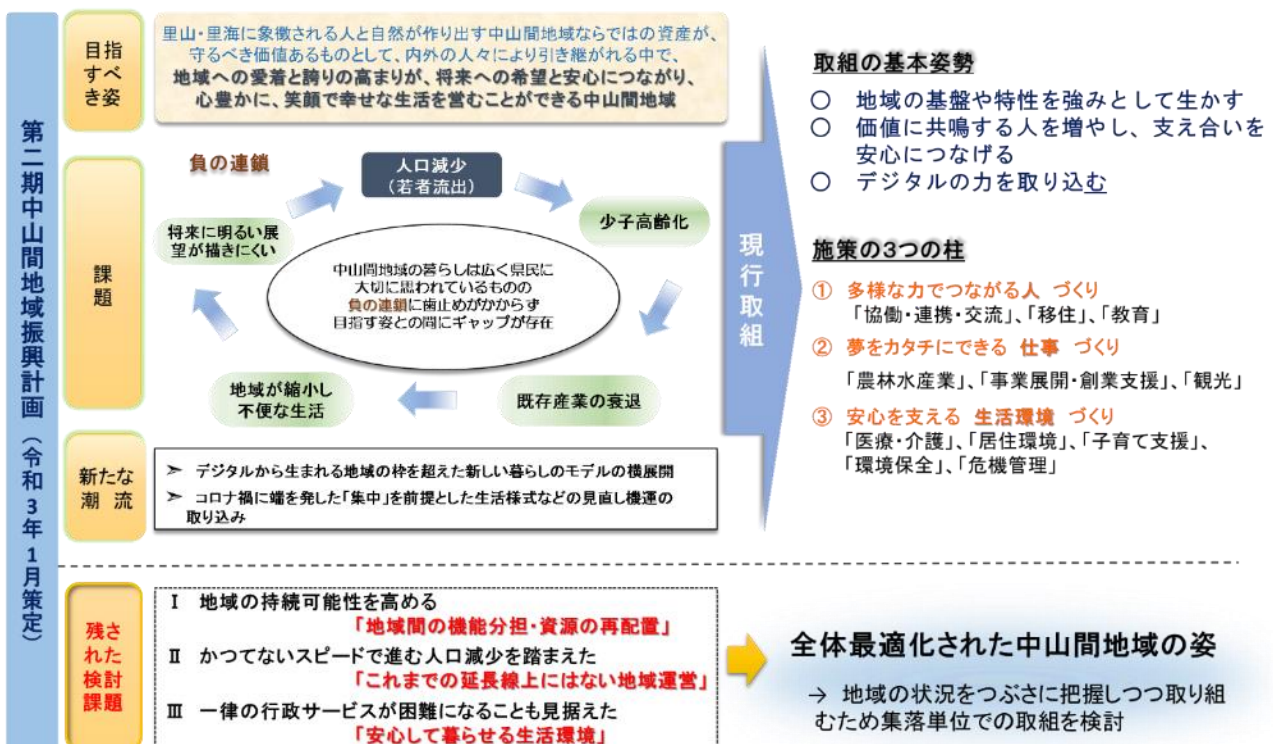 第二期中山間地域振興計画（令和3年1月策定）
目指
すべ
き姿
里山・里海に象徴される人と自然が作り出す中山間地域ならではの資産が、
守るべき価値あるものとして、内外の人々により引き継がれる中で、
地域への愛着と誇りの高まりが、将来への希望と安心につながり、
心豊かに、笑顔で幸せな生活を営むことができる中山間地域
課
題
負の連鎖
人口減少
（若者流出）
少子高齢化
既存産業の衰退
地域が縮小し
不便な生活
将来に明るい展
望が描きにくい
中山間地域の暮らしは広く県民に
大切に思われているものの
負の連鎖に歯止めがかからず
目指す姿との間にギャップが存在
新たな
潮 流
➢ デジタルから生まれる地域の枠を超えた新しい暮らしのモデルの横展開
➢ コロナ禍に端を発した「集中」を前提とした生活様式などの見直し機運の
取り込み
現
行
取
組
取組の基本姿勢
○ 地域の基盤や特性を強みとして生かす
○ 価値に共鳴する人を増やし、支え合いを
安心につなげる
○ デジタルの力を取り込む
施策の3つの柱
① 多様な力でつながる人 づくり
「協働・連携・交流」、「移住」、「教育」
② 夢をカタチにできる 仕事 づくり
「農林水産業」、「事業展開・創業支援」、「観光」
③ 安心を支える 生活環境 づくり
「医療・介護」、「居住環境」、「子育て支援」、
「環境保全」、「危機管理」
残さ
れた
検討
課題
Ⅰ 地域の持続可能性を高める
「地域間の機能分担・資源の再配置」
Ⅱ かつてないスピードで進む人口減少を踏まえた
「これまでの延長線上にはない地域運営」
Ⅲ 一律の行政サービスが困難になることも見据えた
「安心して暮らせる生活環境」
全体最適化された中山間地域の姿
→ 地域の状況をつぶさに把握しつつ取り組
むため集落単位での取組を検討